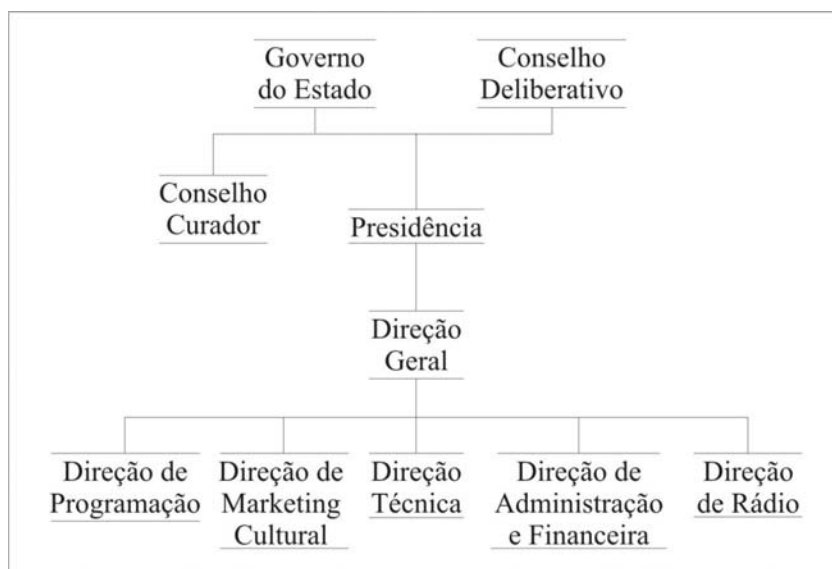 Governo
do Estado
Conselho
Deliberativo
Conselho
Curador
Presidência
Direção
Geral
Direção de
Programação
Direção de
Marketing
Cultural
Direção
Técnica
Direção de
Administração
e Financeira
Direção
de Rádio